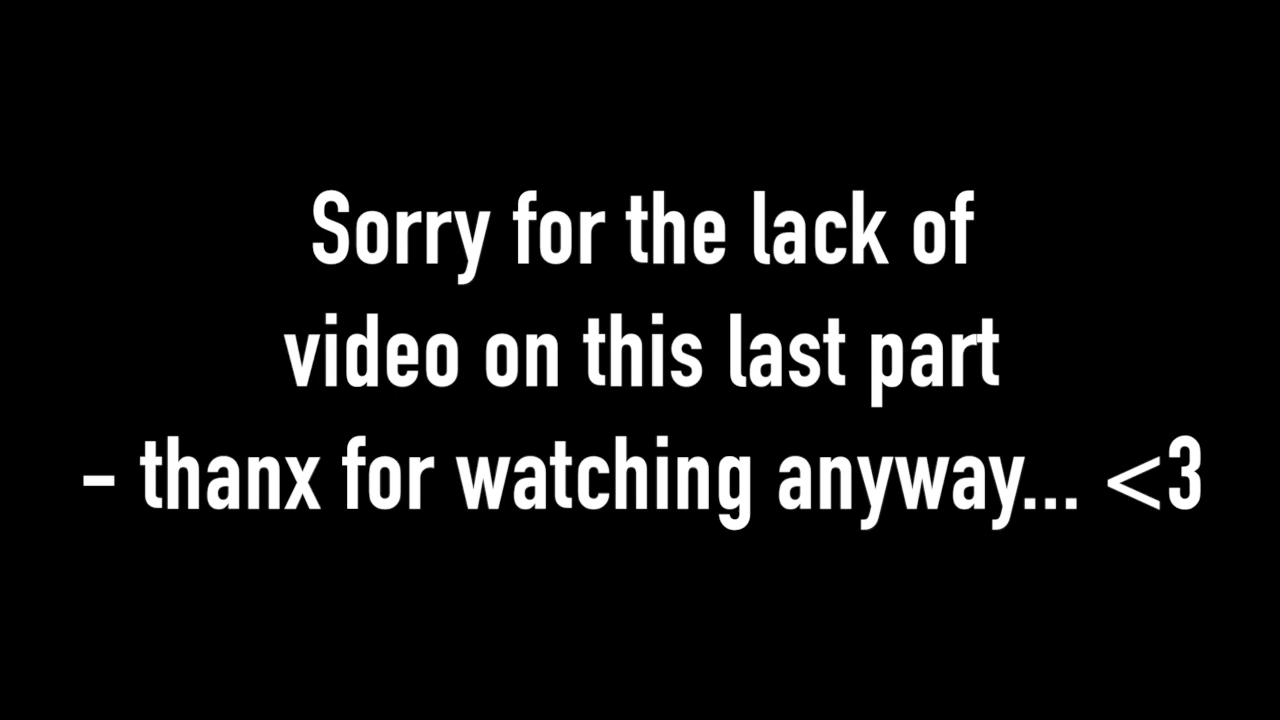 Sorry for the lack of
video on this last part
- thanx for watching anyway... <3